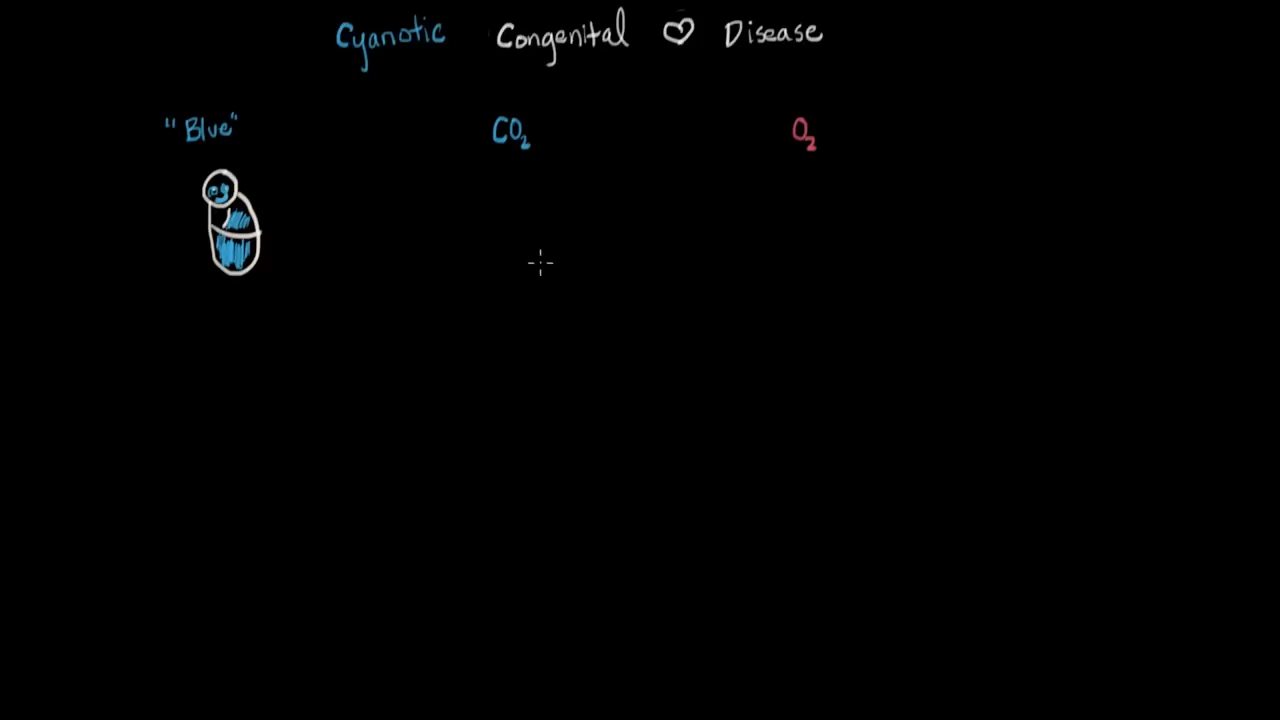 Cyanotic Congenital ♡ Disease
"Blue" CO₂ O₂